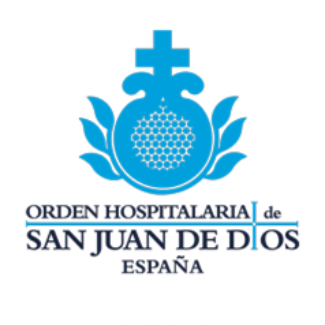 ORDEN HOSPITALARIA de
SAN JUAN DE DIOS
ESPAÑA